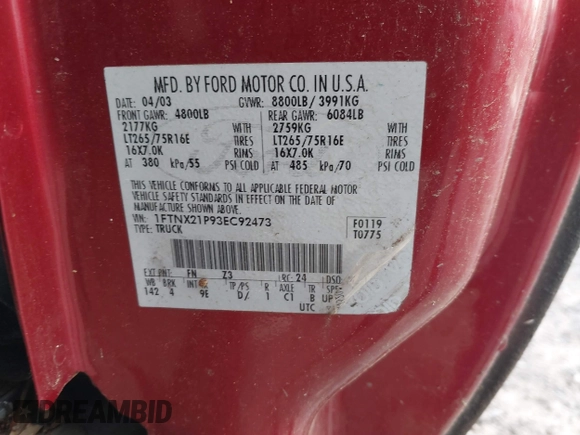 MFD. BY FORD MOTOR CO. IN U.S.A.
DATE: 04/03 GVWR: 8800LB/ 3991KG
FRONT GAWR: 4800LB REAR GAWR: 6084LB
2177KG WITH 2759KG WITH
LT265/75R16E TIRES LT265/75R16E TIRES
16X7.0K RIMS 16X7.0K RIMS
AT 380 kPa/55 PSI COLD AT 485 kPa/70 PSI COLD
THIS VEHICLE CONFORMS TO ALL APPLICABLE FEDERAL MOTOR
VEHICLE SAFETY STANDARDS IN EFFECT ON THE DATE OF
MANUFACTURE SHOWN ABOVE.
VIN: 1FTNX21P93EC92473 F0119
TYPE: TRUCK T0775
EXT PNT: FN Z3 RC: 24 DSO:
WB BRK INT TP/PS R AXLE TR
142 4 9E D/ 1 C1 B UP
UTC
DREAMBID